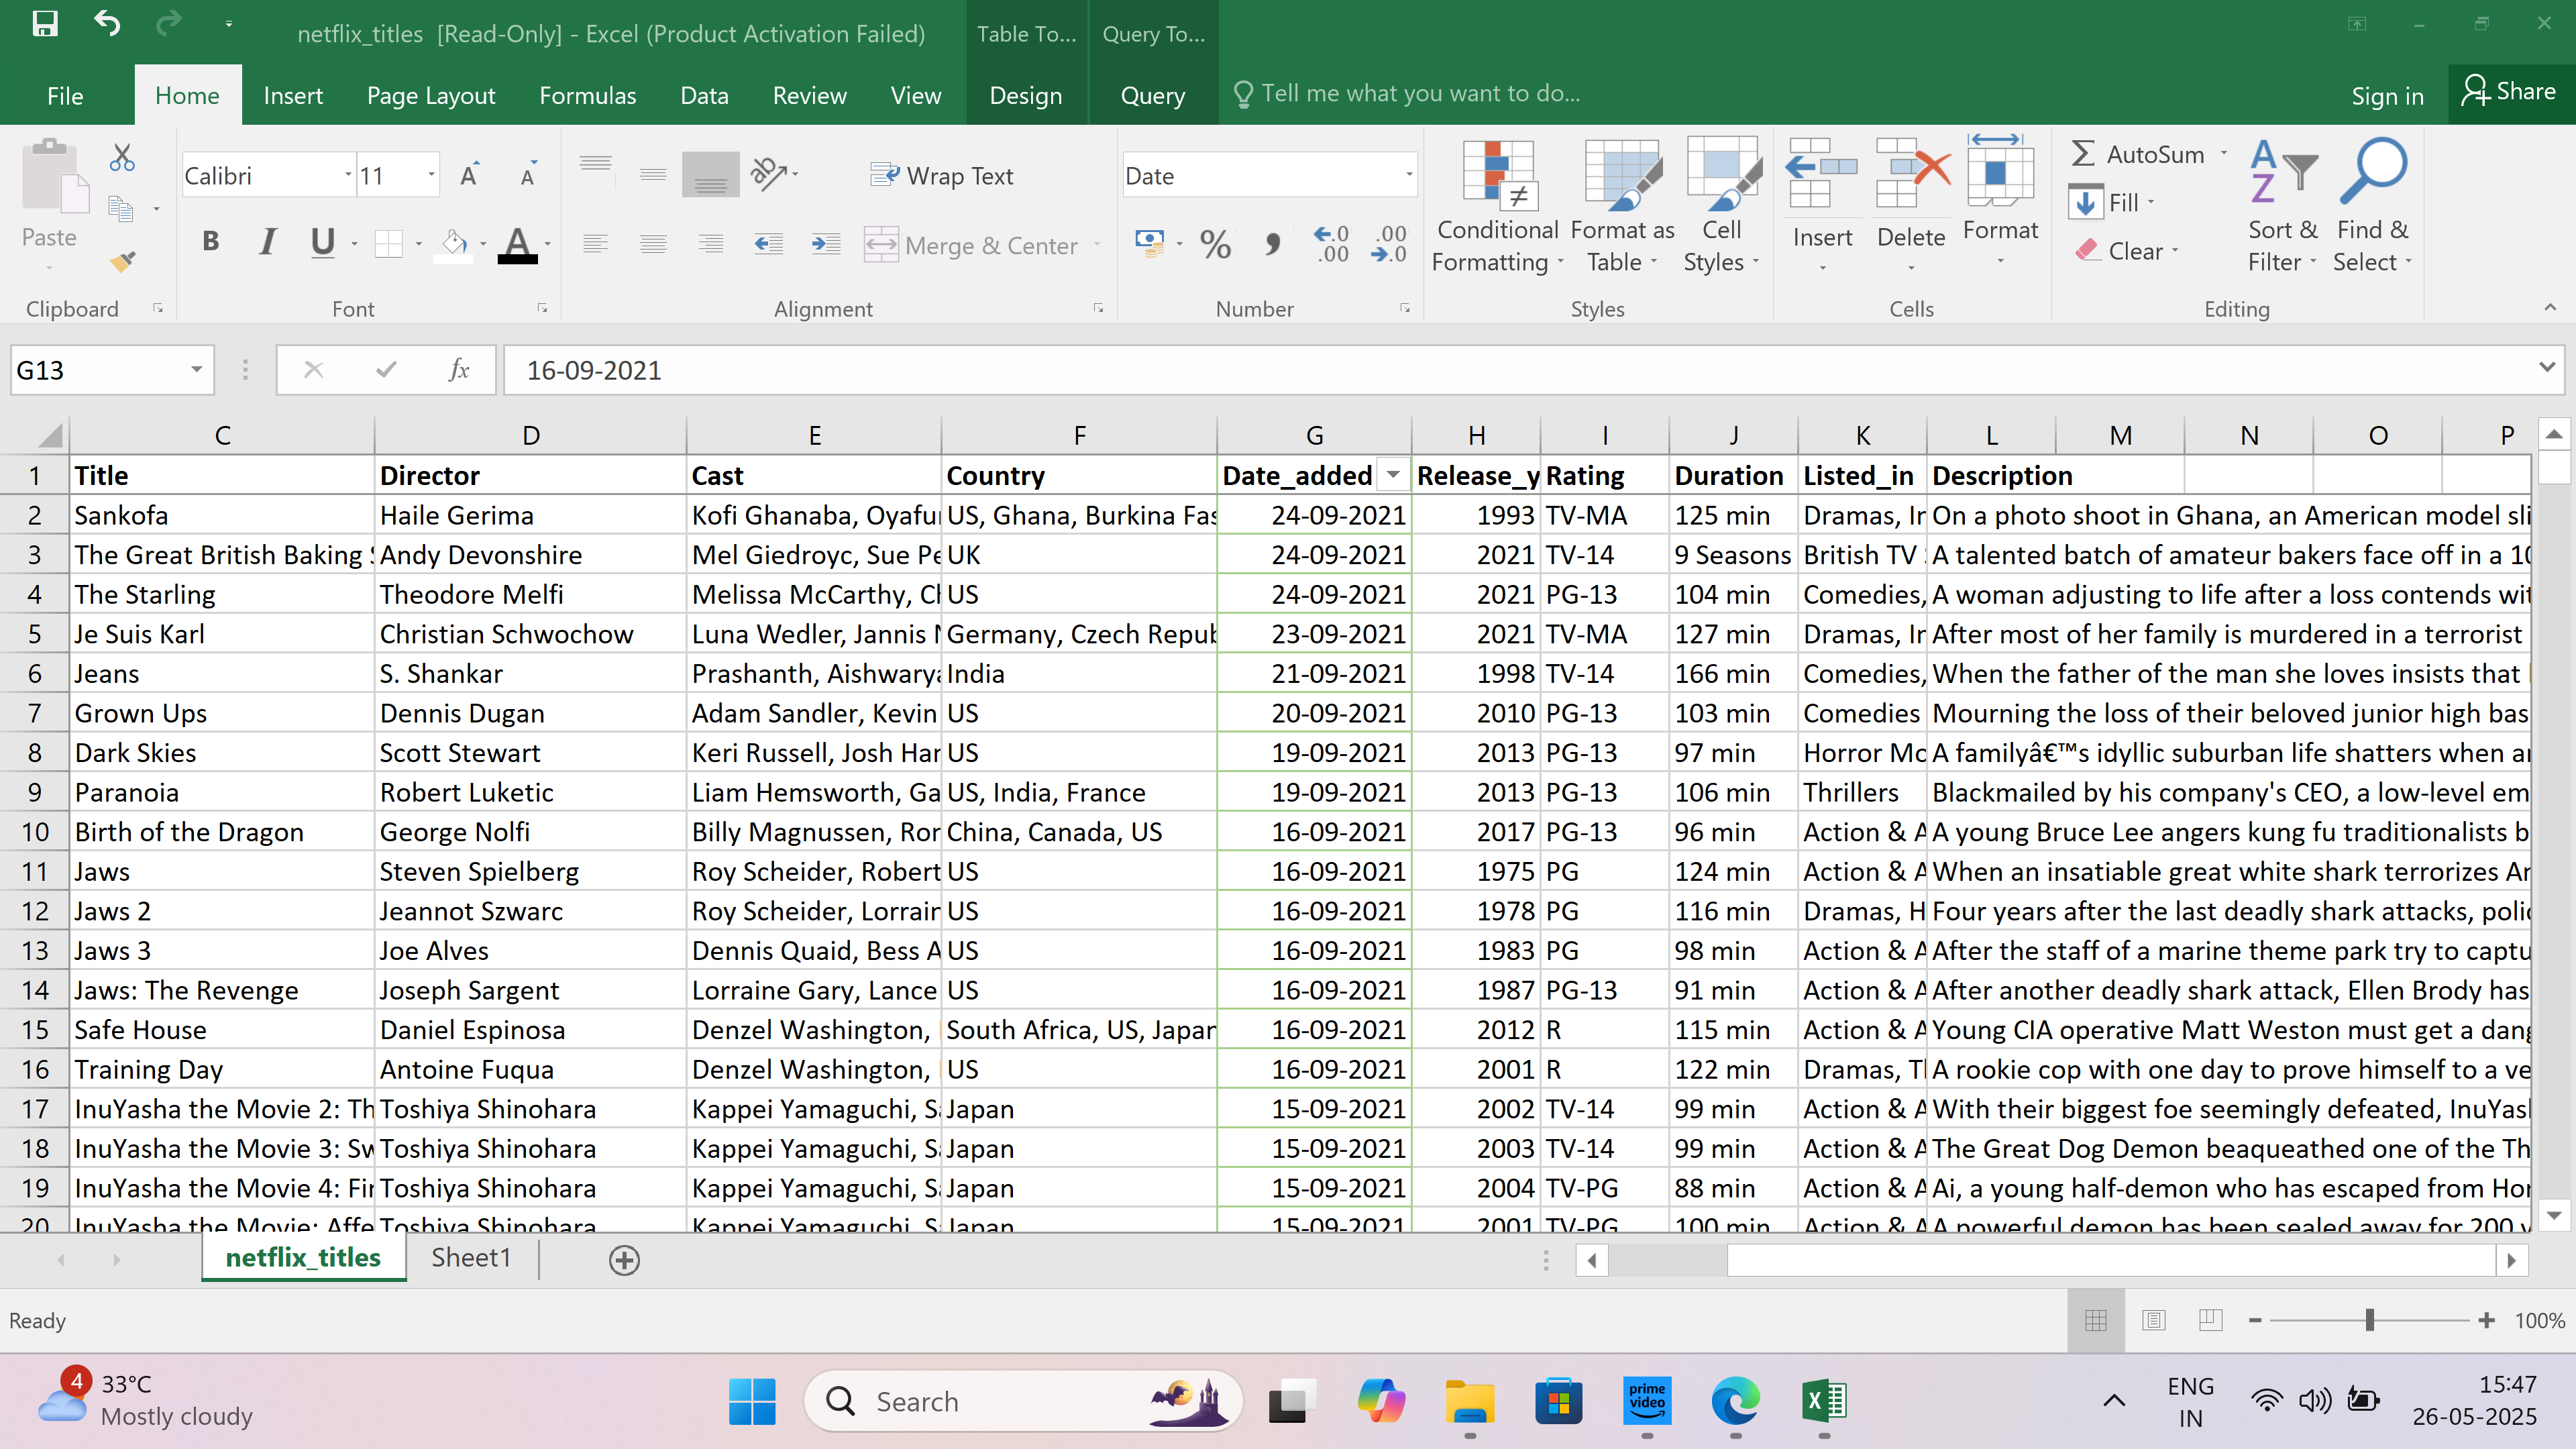 netflix_titles [Read-Only] - Excel (Product Activation Failed)
Table To... Query To...
File Home Insert Page Layout Formulas Data Review View Design Query Tell me what you want to do... Sign in Share
Calibri 11 Wrap Text Date AutoSum
Paste Merge & Center Conditional Formatting Format as Table Cell Styles Insert Delete Format Fill Clear Sort & Filter Find & Select
Clipboard Font Alignment Number Styles Cells Editing
G13 fx 16-09-2021
C D E F G H I J K L M N O P
1 Title Director Cast Country Date_added Release_y Rating Duration Listed_in Description
2 Sankofa Haile Gerima Kofi Ghanaba, Oyafu US, Ghana, Burkina Fas 24-09-2021 1993 TV-MA 125 min Dramas, In On a photo shoot in Ghana, an American model sli
3 The Great British Baking S Andy Devonshire Mel Giedroyc, Sue Pe UK 24-09-2021 2021 TV-14 9 Seasons British TV A talented batch of amateur bakers face off in a 10
4 The Starling Theodore Melfi Melissa McCarthy, Ch US 24-09-2021 2021 PG-13 104 min Comedies, A woman adjusting to life after a loss contends wit
5 Je Suis Karl Christian Schwochow Luna Wedler, Jannis N Germany, Czech Repub 23-09-2021 2021 TV-MA 127 min Dramas, In After most of her family is murdered in a terrorist
6 Jeans S. Shankar Prashanth, Aishwarya India 21-09-2021 1998 TV-14 166 min Comedies, When the father of the man she loves insists that
7 Grown Ups Dennis Dugan Adam Sandler, Kevin US 20-09-2021 2010 PG-13 103 min Comedies Mourning the loss of their beloved junior high bas
8 Dark Skies Scott Stewart Keri Russell, Josh Har US 19-09-2021 2013 PG-13 97 min Horror Mo A familyâ€™s idyllic suburban life shatters when an
9 Paranoia Robert Luketic Liam Hemsworth, Ga US, India, France 19-09-2021 2013 PG-13 106 min Thrillers Blackmailed by his company's CEO, a low-level em
10 Birth of the Dragon George Nolfi Billy Magnussen, Ron China, Canada, US 16-09-2021 2017 PG-13 96 min Action & A A young Bruce Lee angers kung fu traditionalists b
11 Jaws Steven Spielberg Roy Scheider, Robert US 16-09-2021 1975 PG 124 min Action & A When an insatiable great white shark terrorizes Am
12 Jaws 2 Jeannot Szwarc Roy Scheider, Lorrain US 16-09-2021 1978 PG 116 min Dramas, H Four years after the last deadly shark attacks, polic
13 Jaws 3 Joe Alves Dennis Quaid, Bess A US 16-09-2021 1983 PG 98 min Action & A After the staff of a marine theme park try to captu
14 Jaws: The Revenge Joseph Sargent Lorraine Gary, Lance US 16-09-2021 1987 PG-13 91 min Action & A After another deadly shark attack, Ellen Brody has
15 Safe House Daniel Espinosa Denzel Washington, South Africa, US, Japan 16-09-2021 2012 R 115 min Action & A Young CIA operative Matt Weston must get a dang
16 Training Day Antoine Fuqua Denzel Washington, US 16-09-2021 2001 R 122 min Dramas, Th A rookie cop with one day to prove himself to a ve
17 InuYasha the Movie 2: Th Toshiya Shinohara Kappei Yamaguchi, Sa Japan 15-09-2021 2002 TV-14 99 min Action & A With their biggest foe seemingly defeated, InuYash
18 InuYasha the Movie 3: Sw Toshiya Shinohara Kappei Yamaguchi, Sa Japan 15-09-2021 2003 TV-14 99 min Action & A The Great Dog Demon beaqueathed one of the Th
19 InuYasha the Movie 4: Fir Toshiya Shinohara Kappei Yamaguchi, Sa Japan 15-09-2021 2004 TV-PG 88 min Action & A Ai, a young half-demon who has escaped from Hor
20 InuYasha the Movie: Affe Toshiya Shinohara Kappei Yamaguchi, Sa Japan 15-09-2021 2001 TV-PG 100 min Action & A A powerful demon has been sealed away for 200 y
netflix_titles Sheet1
Ready 100%
4 33°C
Mostly cloudy
Search
prime video
ENG
IN
15:47
26-05-2025